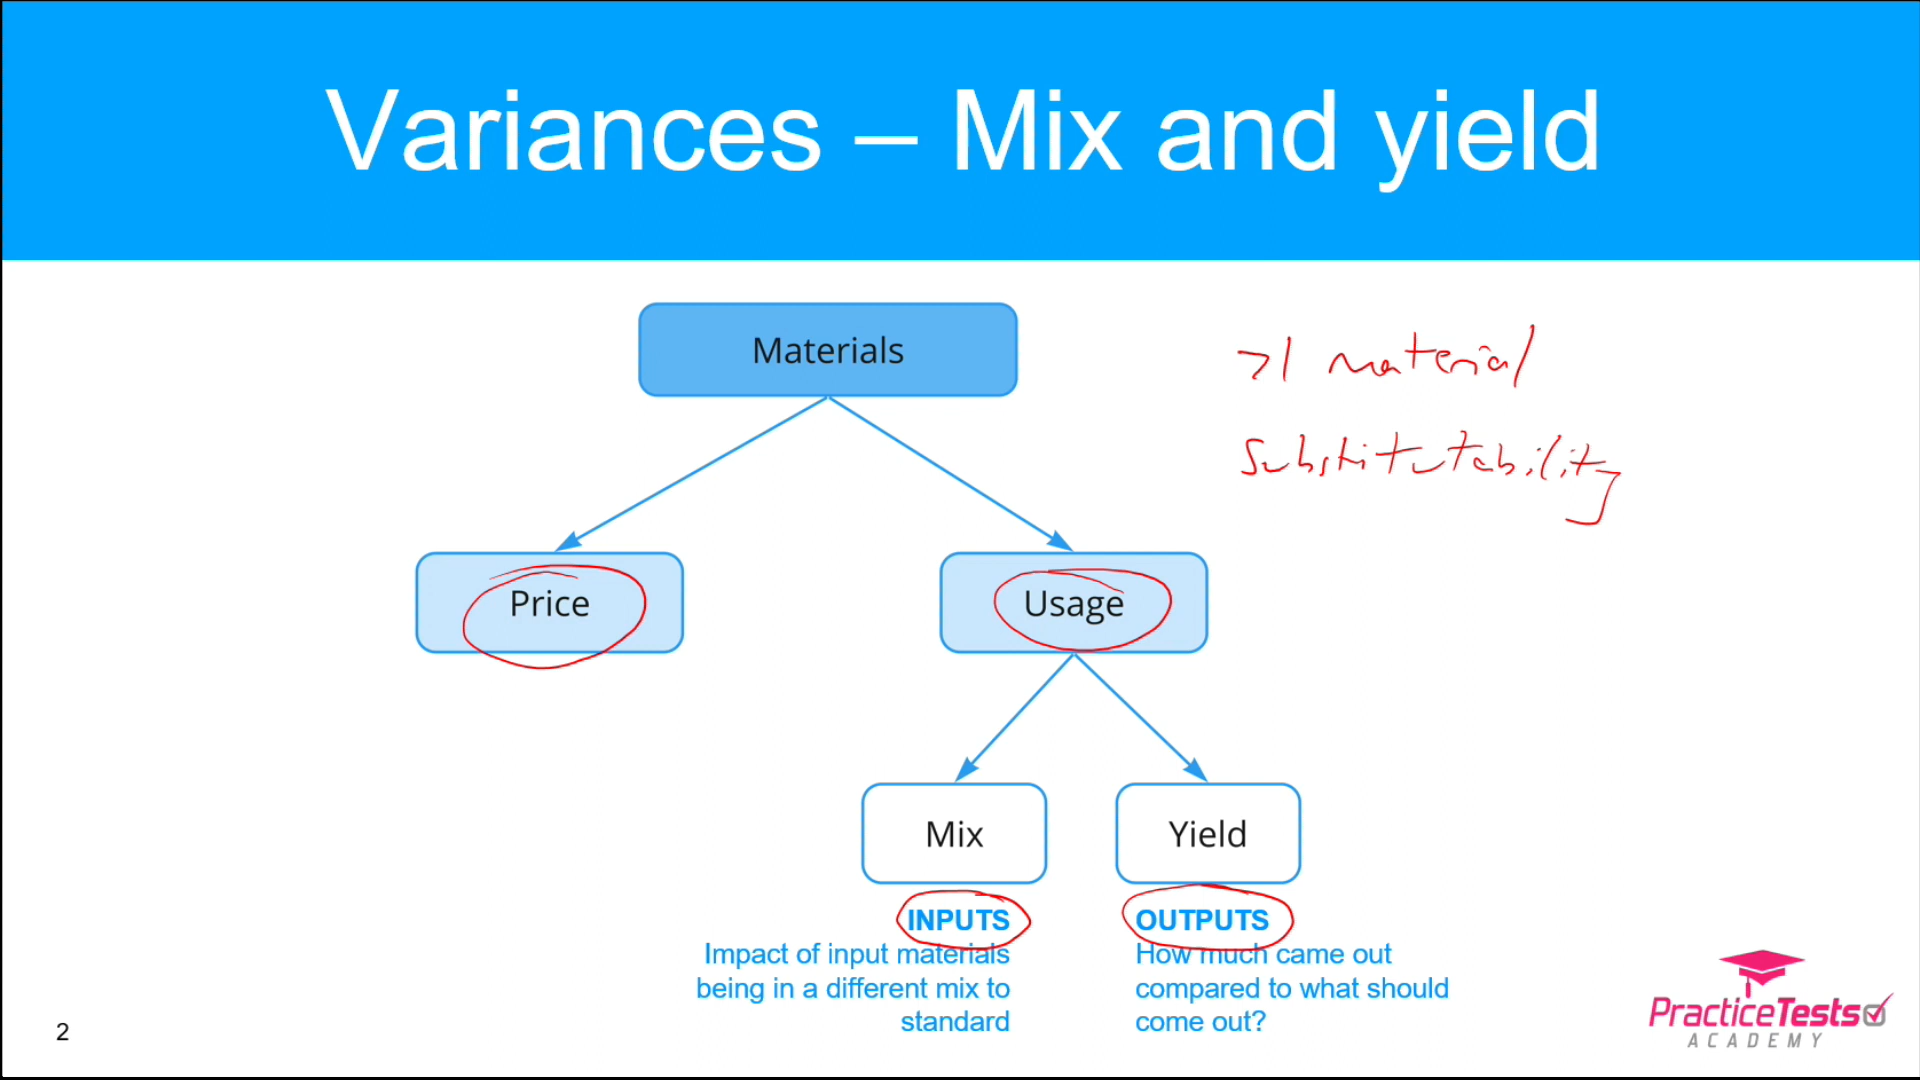 Variances – Mix and yield
Materials
>1 material
Substitutability
Price
Usage
Mix
Yield
INPUTS
Impact of input materials
being in a different mix to
standard
OUTPUTS
How much came out
compared to what should
come out?
2
PracticeTests
ACADEMY